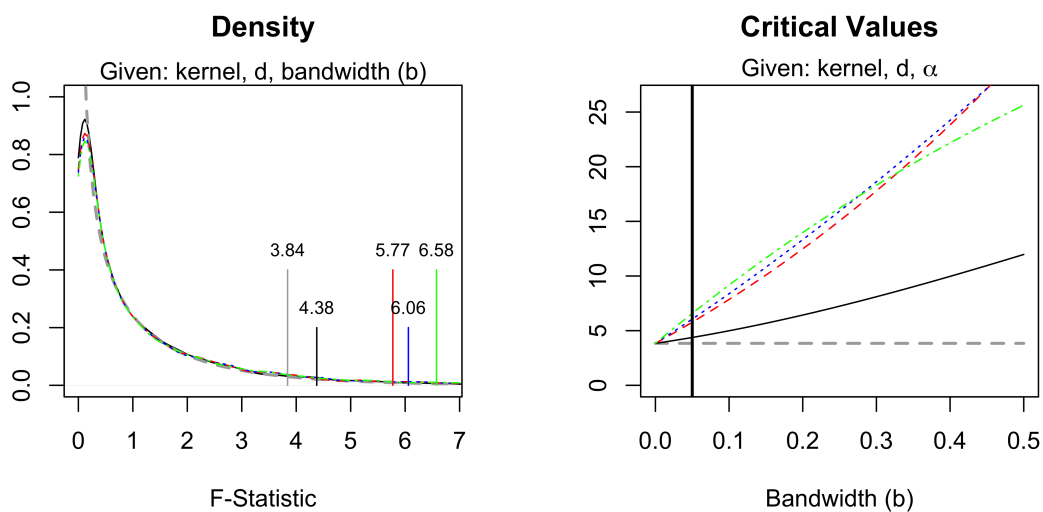 Density
Given: kernel, d, bandwidth (b)
1.0
0.8
0.6
0.4
0.2
0.0
3.84
5.77 6.58
4.38
6.06
0 1 2 3 4 5 6 7
F-Statistic
Critical Values
Given: kernel, d, α
25
20
15
10
5
0
0.0 0.1 0.2 0.3 0.4 0.5
Bandwidth (b)